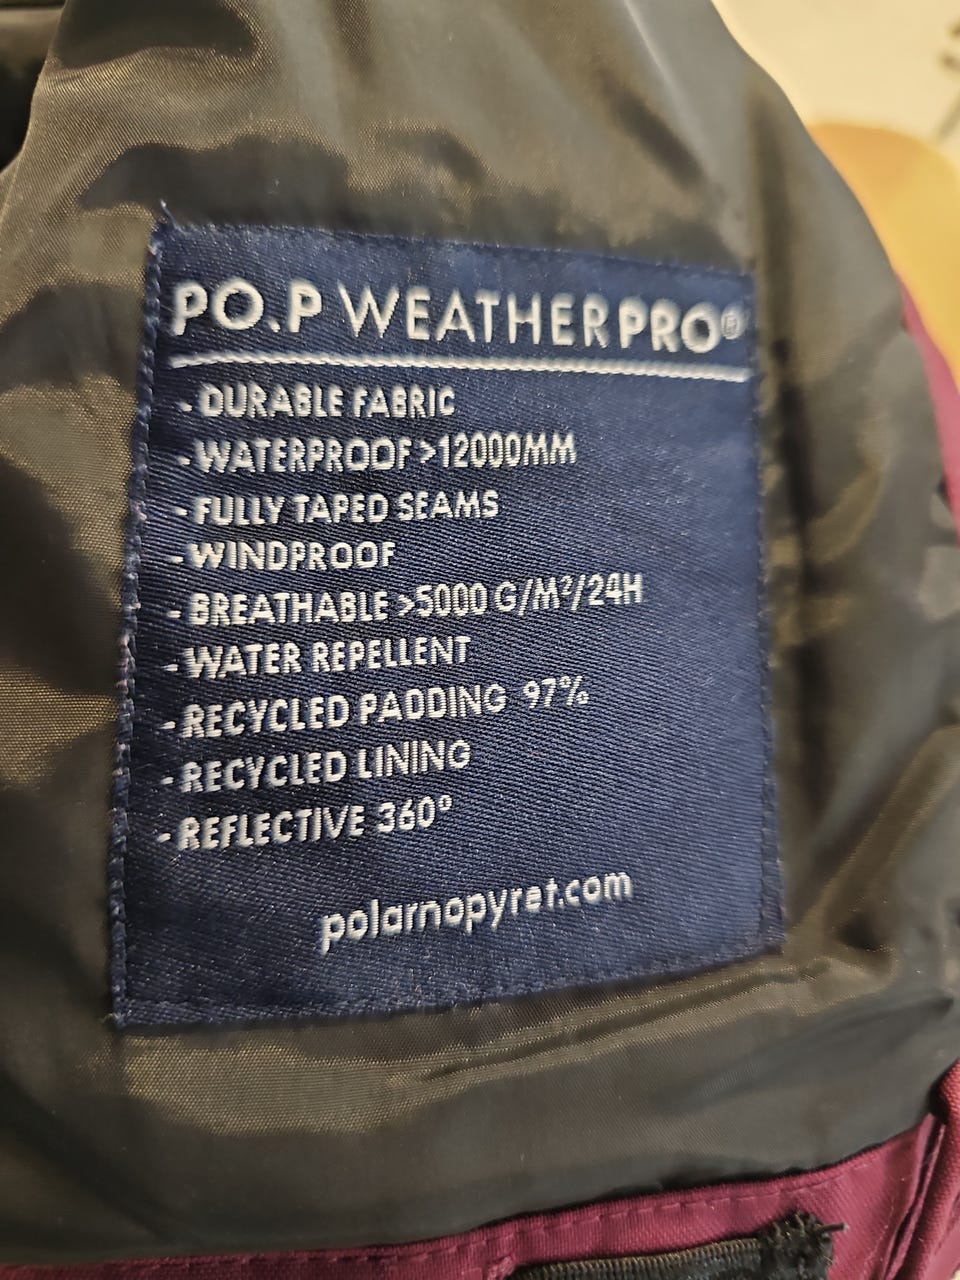 PO.P WEATHERPRO®
- DURABLE FABRIC
- WATERPROOF >12000MM
- FULLY TAPED SEAMS
- WINDPROOF
- BREATHABLE >5000 G/M²/24H
- WATER REPELLENT
- RECYCLED PADDING 97%
- RECYCLED LINING
- REFLECTIVE 360°
polarnopyret.com